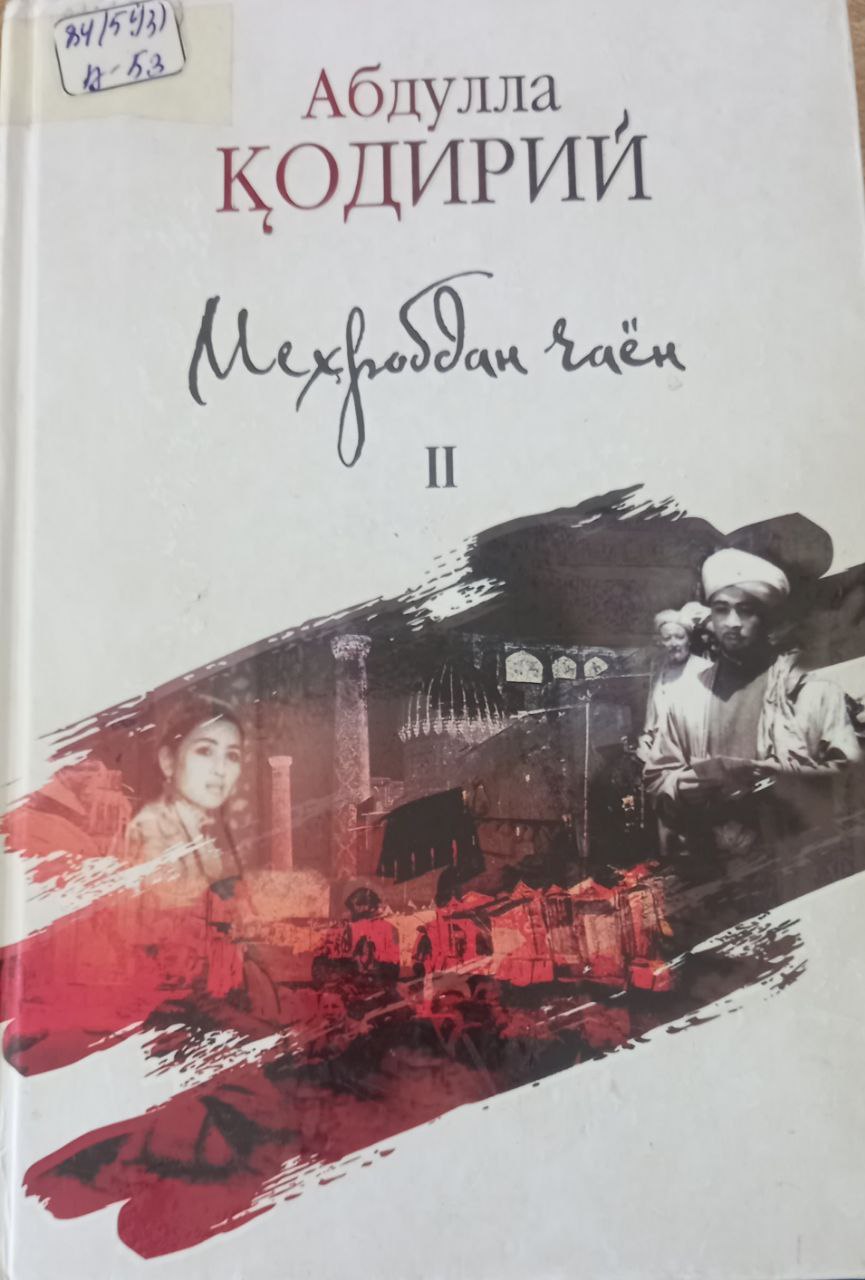 84(5Ў3)
Қ-53
Абдулла
ҚОДИРИЙ
Меҳробдан чаён
II